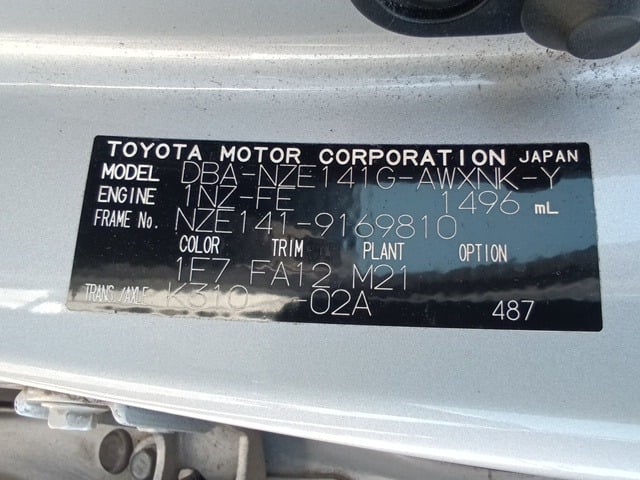 TOYOTA MOTOR CORPORATION JAPAN
MODEL DBA-NZE141G-AWXNK-Y
ENGINE 1NZ-FE 1496 mL
FRAME No. NZE141-9169810
COLOR TRIM PLANT OPTION
1F7 FA12 M21
TRANS./AXLE K310 -02A 487